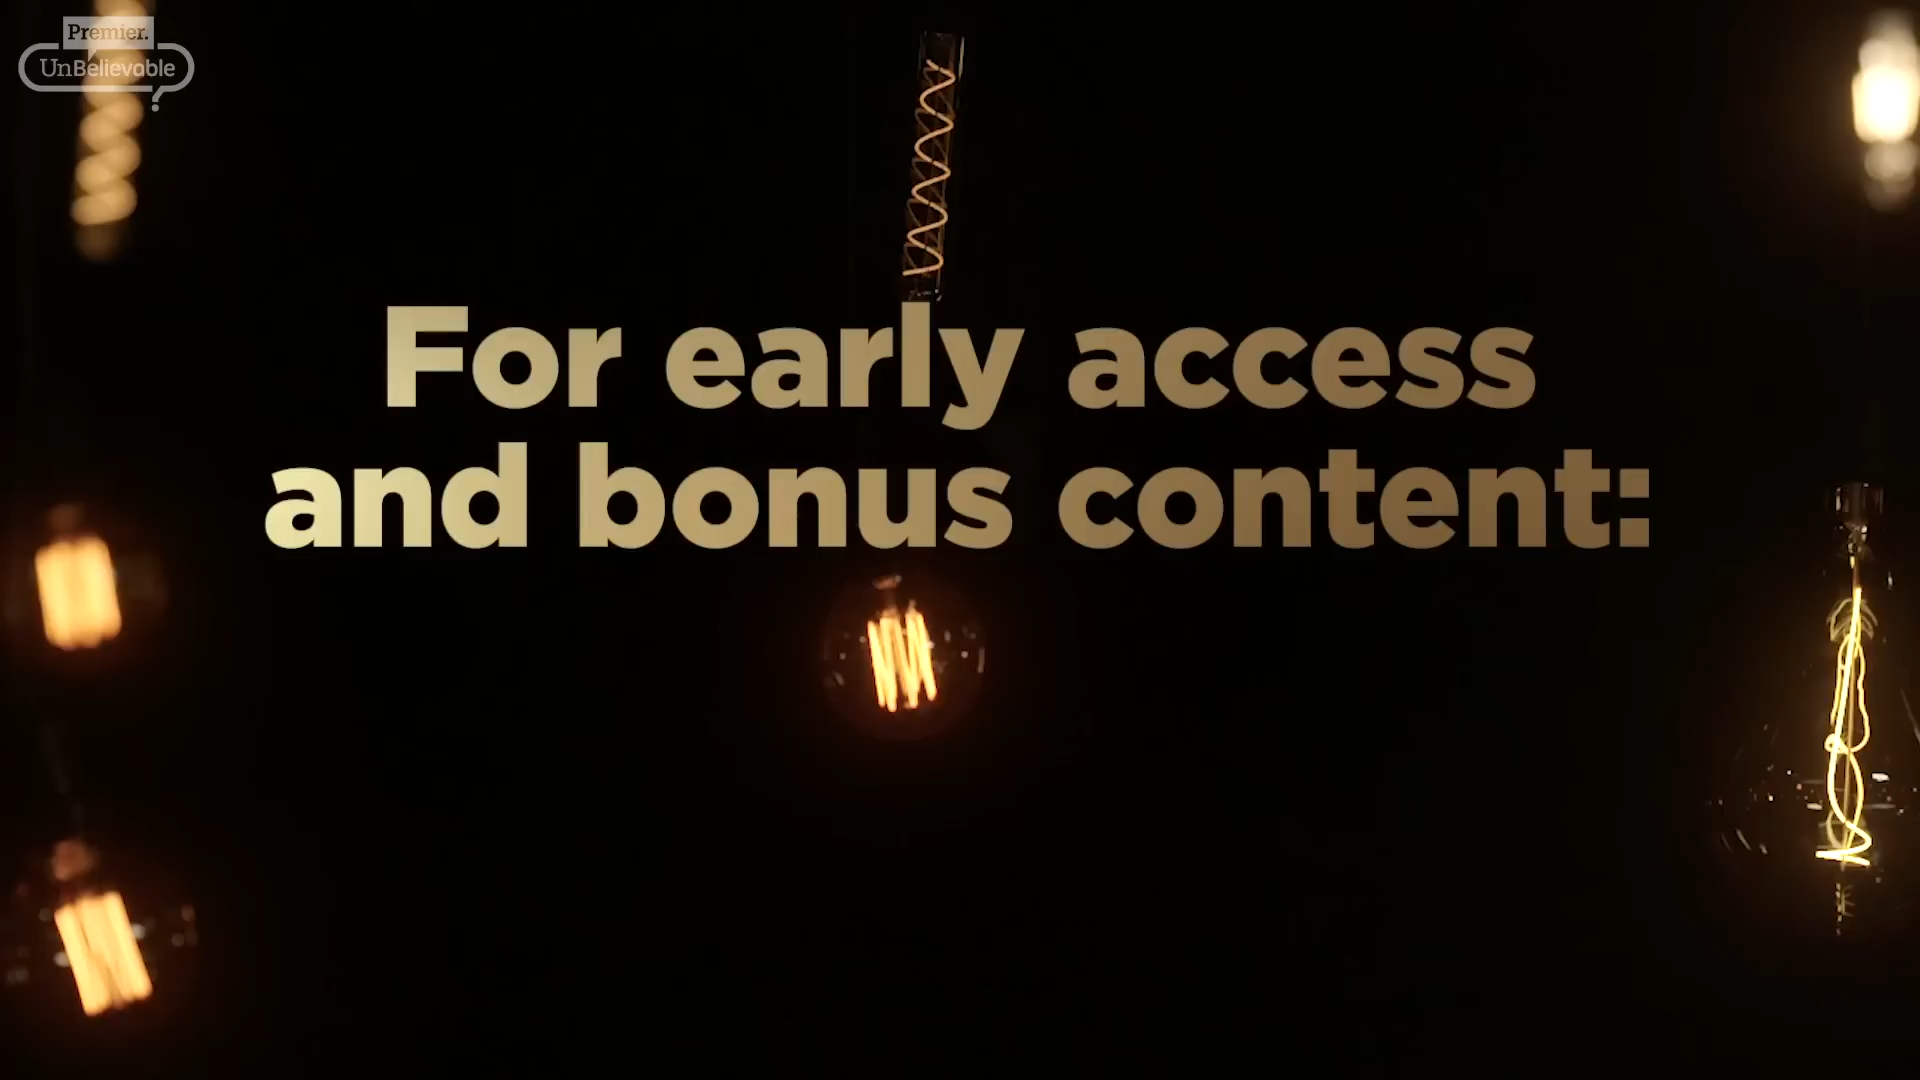 Premier.
UnBelievable
For early access
and bonus content: